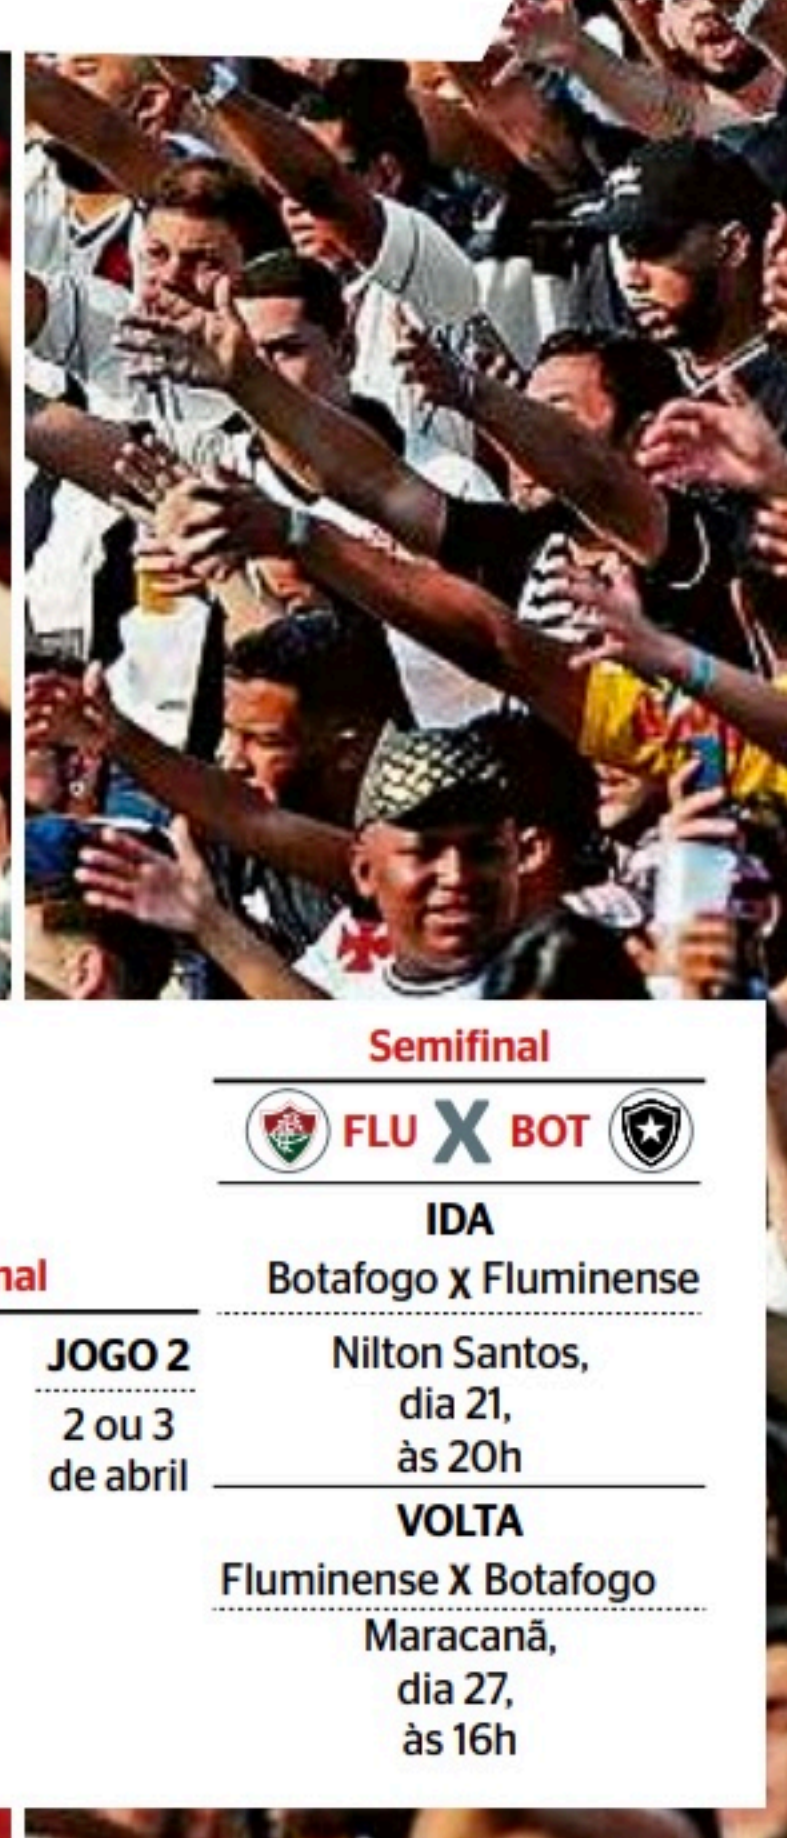 Semifinal
FLU X BOT
IDA
Botafogo x Fluminense
Nilton Santos,
dia 21,
às 20h
VOLTA
Fluminense X Botafogo
Maracanã,
dia 27,
às 16h
nal
JOGO 2
2 ou 3
de abril